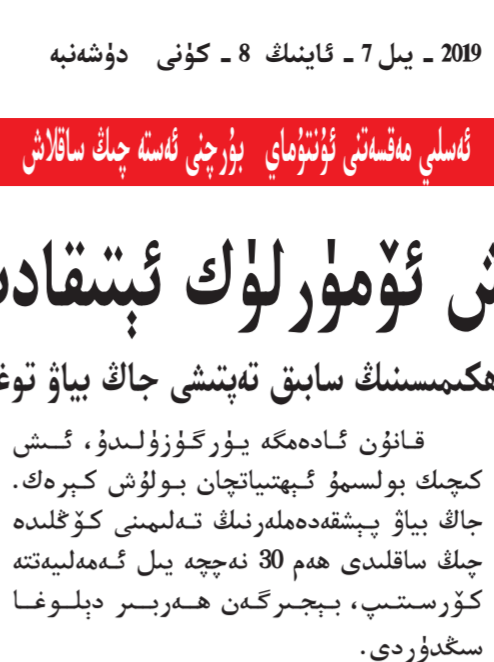 2019 ـ يىل 7 ـ ئاينىڭ 8 ـ كۈنى دۈشەنبە
ئەسلىي مەقسەتنى ئۇنتۇماي بۇرچنى ئەستە چىڭ ساقلاش
ئۆمۈرلۈك ئېتىقاد
سابىق تەپتىشى جاڭ بياۋ
قانۇن ئادەمگە يۈرگۈزۈلىدۇ، ئىش
كىچىك بولسىمۇ ئېھتىياتچان بولۇش كېرەك.
جاڭ بياۋ پېشقەدەملەرنىڭ تەلىمىنى كۆڭلىدە
چىڭ ساقلىدى ھەم 30 نەچچە يىل ئەمەلىيەتتە
كۆرسىتىپ، بېجىرگەن ھەربىر دېلوغا
سىڭدۈردى.